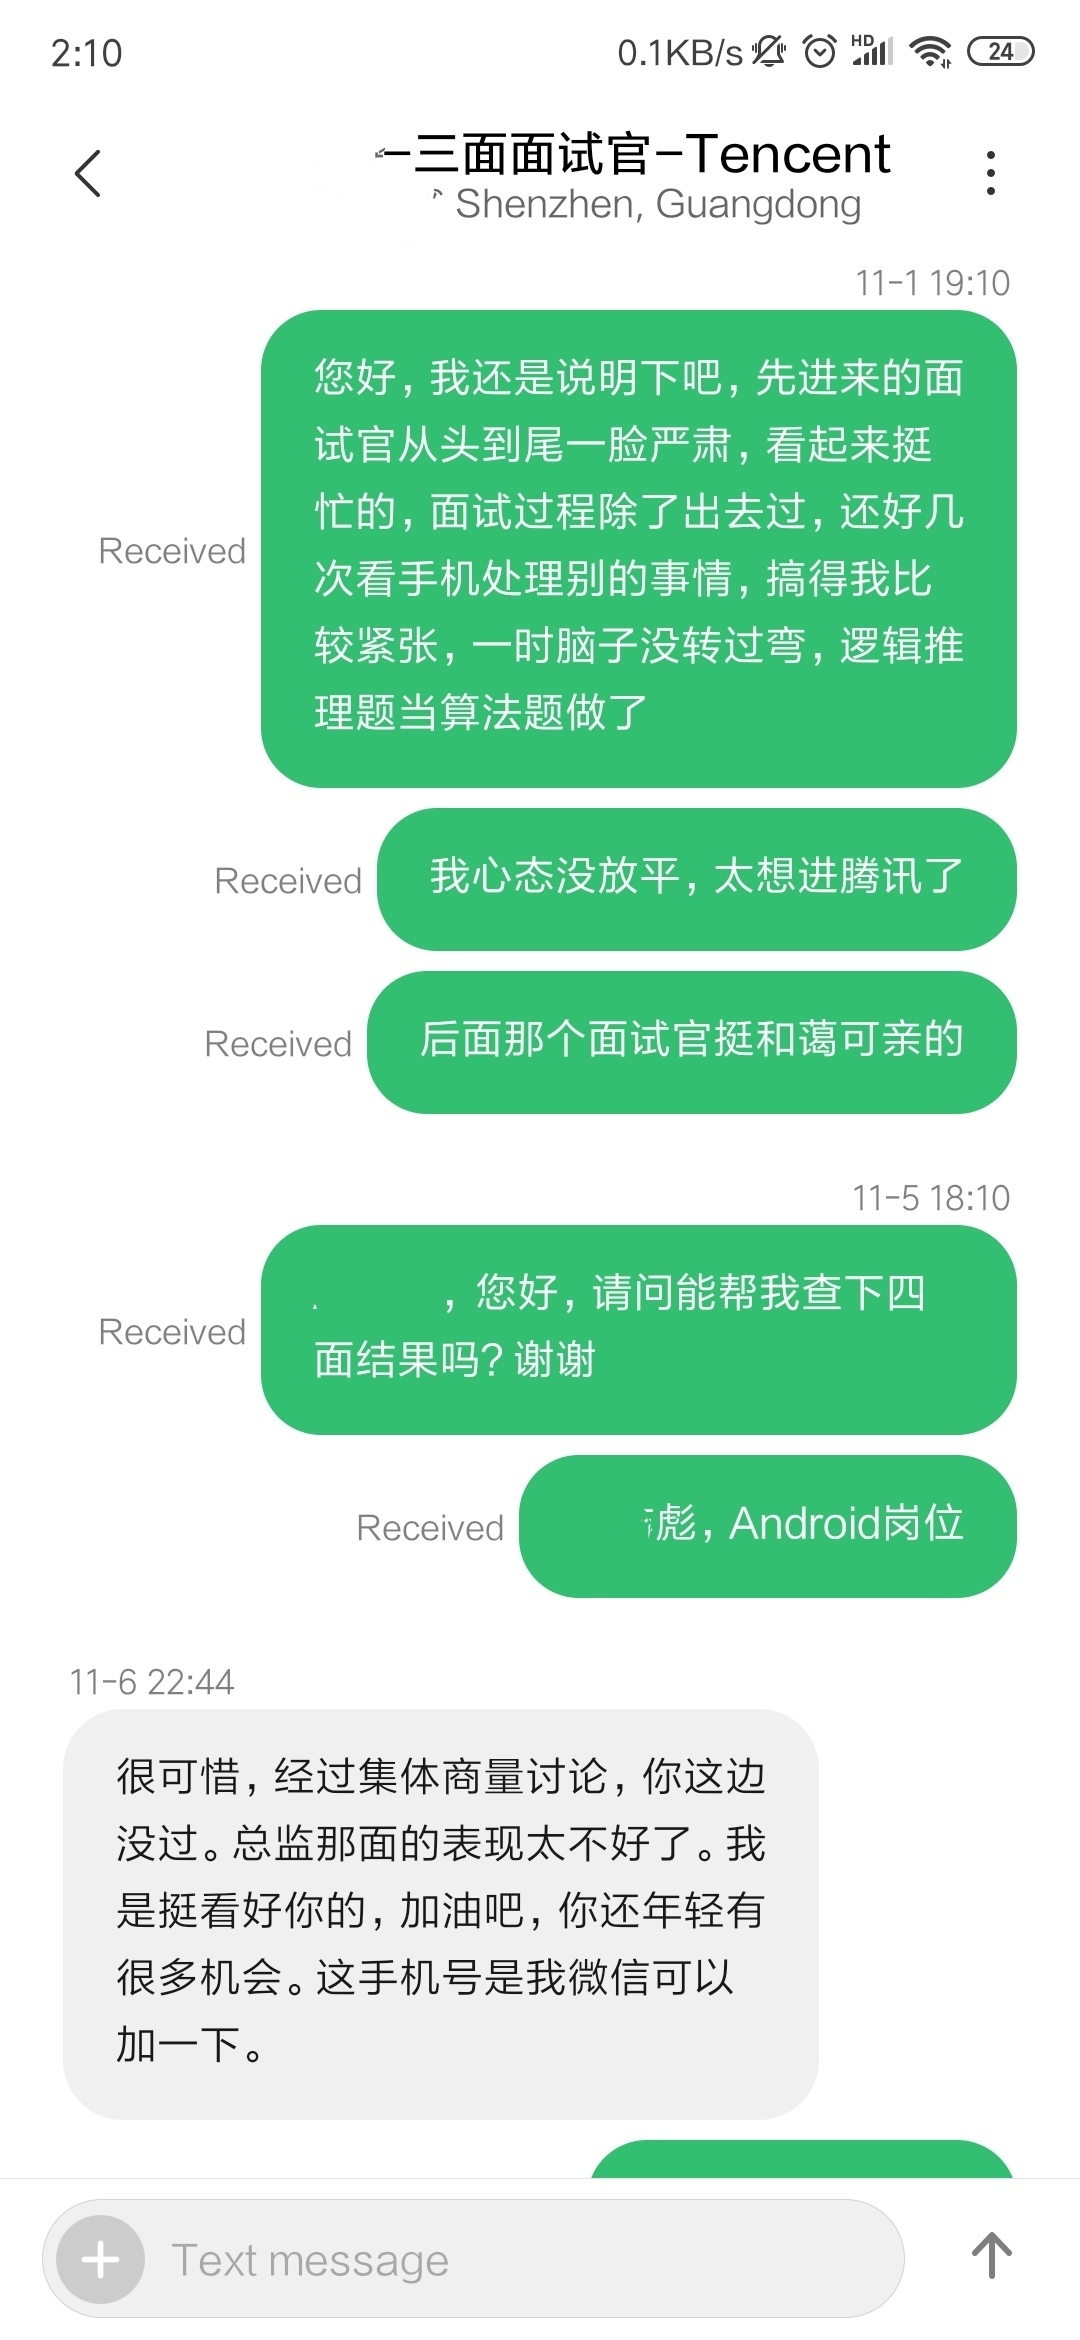 2:10
0.1KB/s
HD
24
一三面面试官-Tencent
Shenzhen, Guangdong
11-1 19:10
您好，我还是说明下吧，先进来的面
试官从头到尾一脸严肃，看起来挺
忙的，面试过程除了出去过，还好几
次看手机处理别的事情，搞得我比
较紧张，一时脑子没转过弯，逻辑推
理题当算法题做了
Received
我心态没放平，太想进腾讯了
Received
后面那个面试官挺和蔼可亲的
Received
11-5 18:10
，您好，请问能帮我查下四
面结果吗？谢谢
Received
彪，Android岗位
Received
11-6 22:44
很可惜，经过集体商量讨论，你这边
没过。总监那面的表现太不好了。我
是挺看好你的，加油吧，你还年轻有
很多机会。这手机号是我微信可以
加一下。
Text message